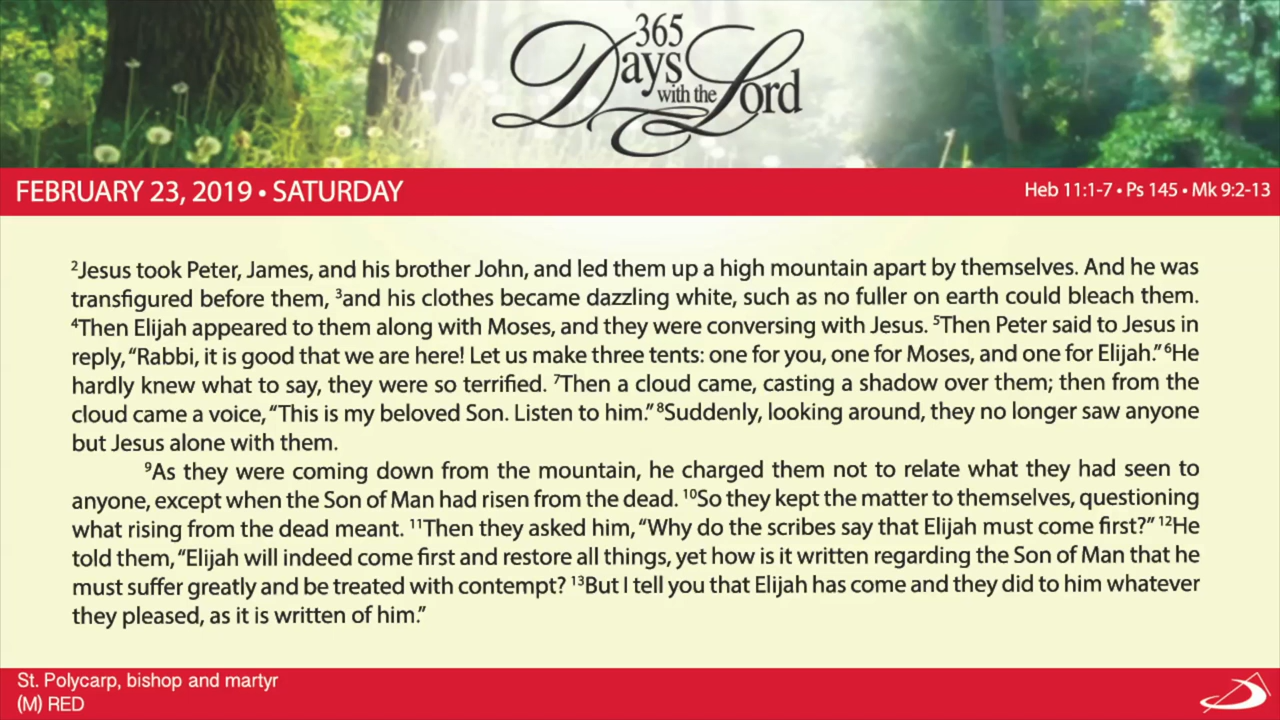 365
Days
with the
Lord
FEBRUARY 23, 2019 • SATURDAY
Heb 11:1-7 • Ps 145 • Mk 9:2-13
²Jesus took Peter, James, and his brother John, and led them up a high mountain apart by themselves. And he was
transfigured before them, ³and his clothes became dazzling white, such as no fuller on earth could bleach them.
⁴Then Elijah appeared to them along with Moses, and they were conversing with Jesus. ⁵Then Peter said to Jesus in
reply, “Rabbi, it is good that we are here! Let us make three tents: one for you, one for Moses, and one for Elijah.” ⁶He
hardly knew what to say, they were so terrified. ⁷Then a cloud came, casting a shadow over them; then from the
cloud came a voice, “This is my beloved Son. Listen to him.” ⁸Suddenly, looking around, they no longer saw anyone
but Jesus alone with them.
⁹As they were coming down from the mountain, he charged them not to relate what they had seen to
anyone, except when the Son of Man had risen from the dead. ¹⁰So they kept the matter to themselves, questioning
what rising from the dead meant. ¹¹Then they asked him, “Why do the scribes say that Elijah must come first?” ¹²He
told them, “Elijah will indeed come first and restore all things, yet how is it written regarding the Son of Man that he
must suffer greatly and be treated with contempt? ¹³But I tell you that Elijah has come and they did to him whatever
they pleased, as it is written of him.”
St. Polycarp, bishop and martyr
(M) RED